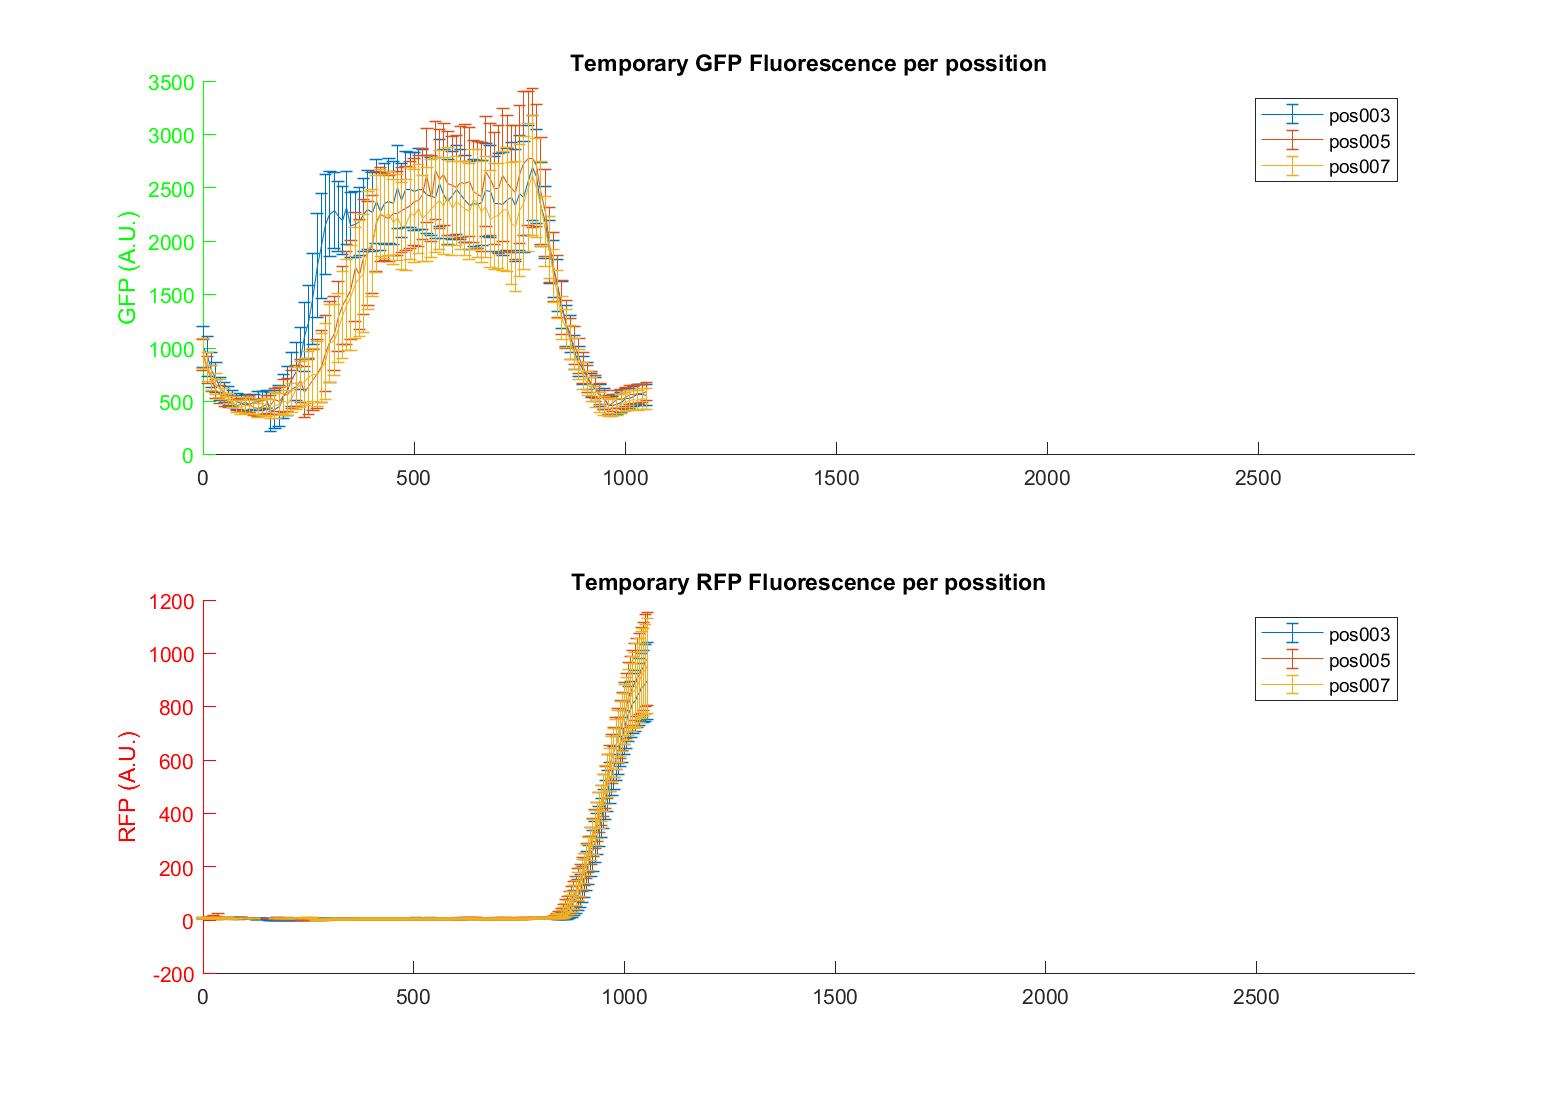 Temporary GFP Fluorescence per possition
3500
3000
2500
2000
1500
1000
500
0
GFP (A.U.)
0 500 1000 1500 2000 2500
pos003
pos005
pos007
Temporary RFP Fluorescence per possition
1200
1000
800
600
400
200
0
-200
RFP (A.U.)
0 500 1000 1500 2000 2500
pos003
pos005
pos007